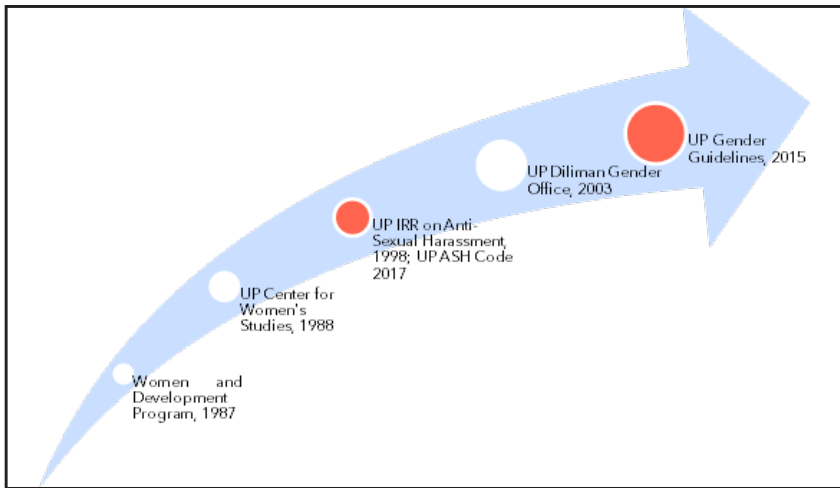 UP Gender
Guidelines, 2015
UP Diliman Gender
Office, 2003
UP IRR on Anti-
Sexual Harassment,
1998; UP ASH Code
2017
UP Center for
Women's
Studies, 1988
Women and
Development
Program, 1987